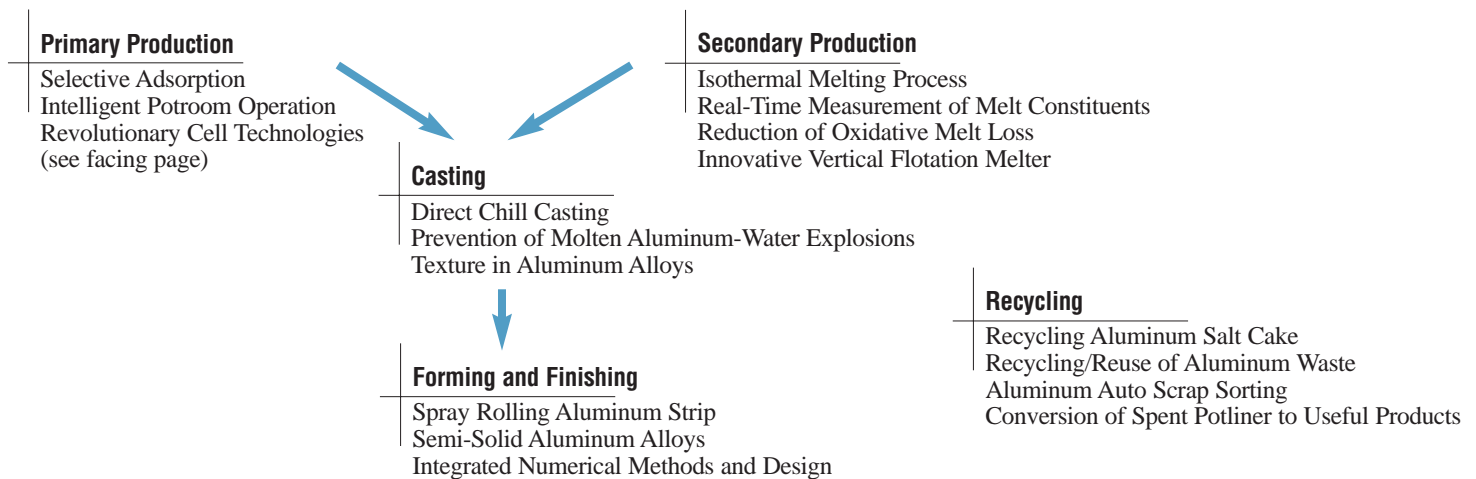 Primary Production
Selective Adsorption
Intelligent Potroom Operation
Revolutionary Cell Technologies
(see facing page)
Secondary Production
Isothermal Melting Process
Real-Time Measurement of Melt Constituents
Reduction of Oxidative Melt Loss
Innovative Vertical Flotation Melter
Casting
Direct Chill Casting
Prevention of Molten Aluminum-Water Explosions
Texture in Aluminum Alloys
Forming and Finishing
Spray Rolling Aluminum Strip
Semi-Solid Aluminum Alloys
Integrated Numerical Methods and Design
Recycling
Recycling Aluminum Salt Cake
Recycling/Reuse of Aluminum Waste
Aluminum Auto Scrap Sorting
Conversion of Spent Potliner to Useful Products